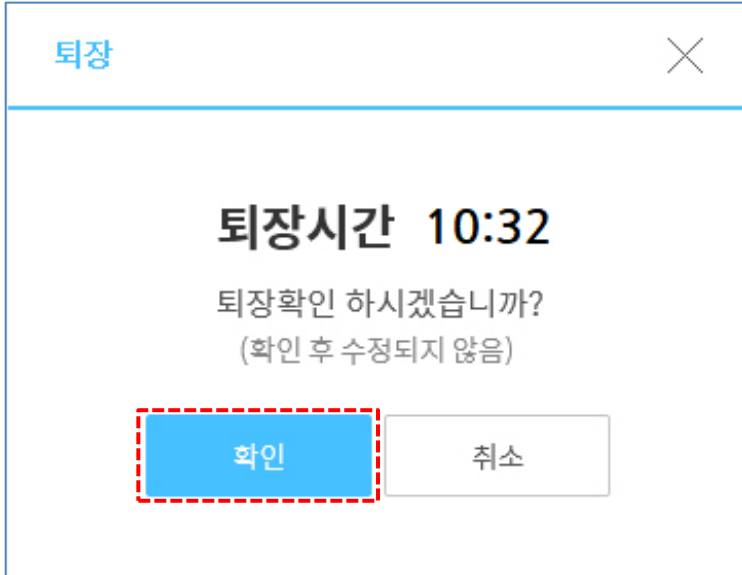 퇴장
퇴장시간 10:32
퇴장확인 하시겠습니까?
(확인 후 수정되지 않음)
확인 취소